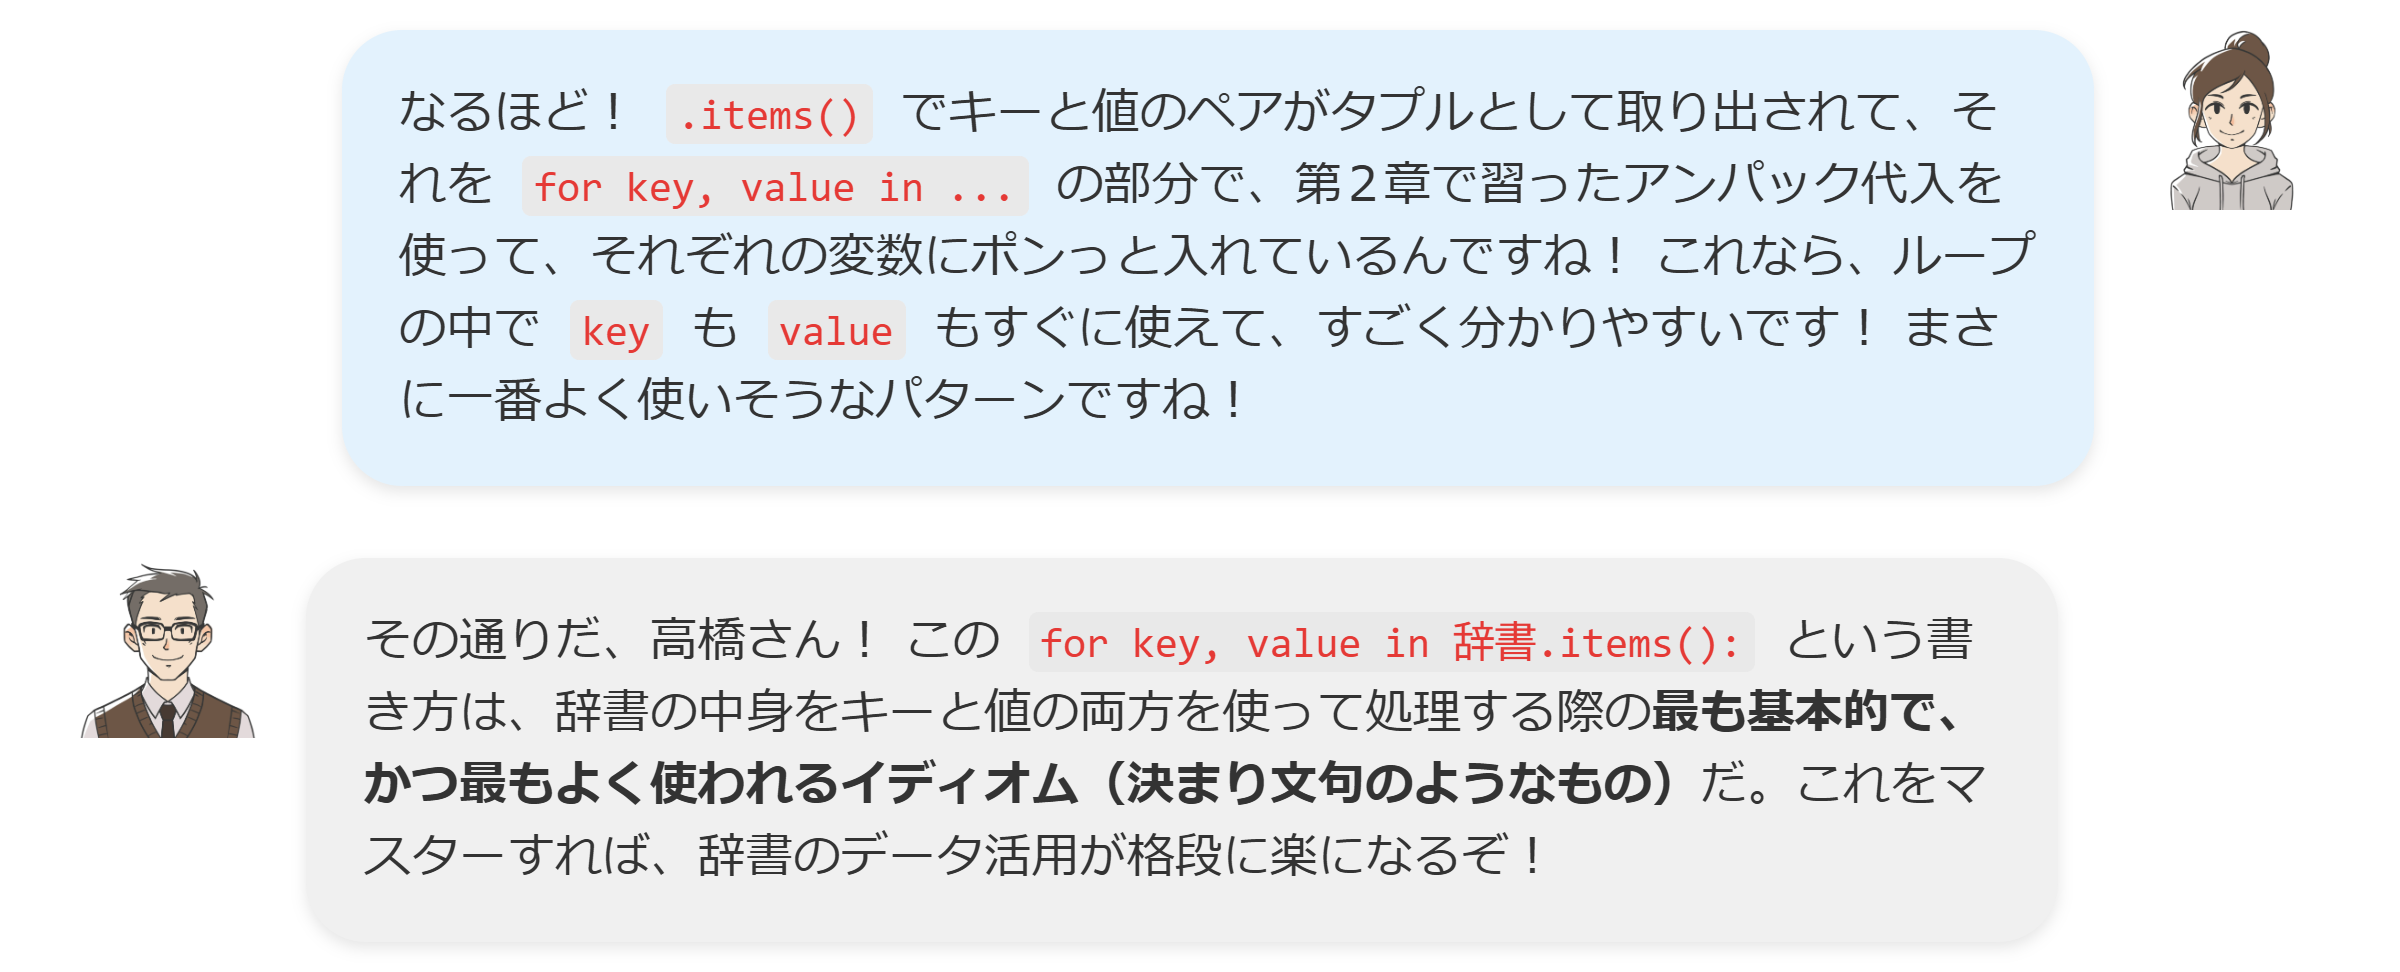 なるほど！ .items() でキーと値のペアがタプルとして取り出されて、そ
れを for key, value in ... の部分で、第２章で習ったアンパック代入を
使って、それぞれの変数にポンっと入れているんですね！ これなら、ループ
の中で key も value もすぐに使えて、すごく分かりやすいです！ まさ
に一番よく使いそうなパターンですね！
その通りだ、高橋さん！ この for key, value in 辞書.items(): という書
き方は、辞書の中身をキーと値の両方を使って処理する際の最も基本的で、
かつ最もよく使われるイディオム（決まり文句のようなもの）だ。これをマ
スターすれば、辞書のデータ活用が格段に楽になるぞ！